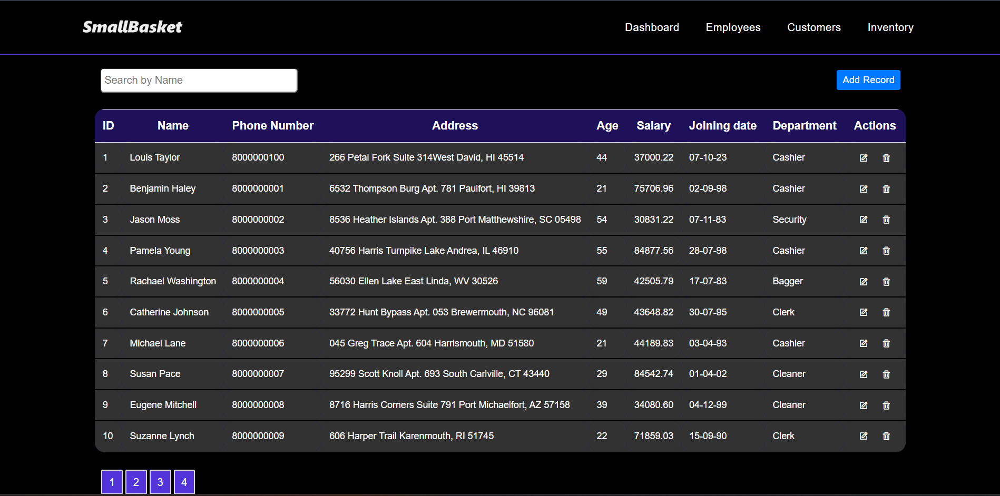 SmallBasket Dashboard Employees Customers Inventory
Search by Name Add Record
ID Name Phone Number Address Age Salary Joining date Department Actions
1 Louis Taylor 8000000100 266 Petal Fork Suite 314West David, HI 45514 44 37000.22 07-10-23 Cashier
2 Benjamin Haley 8000000001 6532 Thompson Burg Apt. 781 Paulfort, HI 39813 21 75706.96 02-09-98 Cashier
3 Jason Moss 8000000002 8536 Heather Islands Apt. 388 Port Matthewshire, SC 05498 54 30831.22 07-11-83 Security
4 Pamela Young 8000000003 40756 Harris Turnpike Lake Andrea, IL 46910 55 84877.56 28-07-98 Cashier
5 Rachael Washington 8000000004 56030 Ellen Lake East Linda, WV 30526 59 42505.79 17-07-83 Bagger
6 Catherine Johnson 8000000005 33772 Hunt Bypass Apt. 053 Brewermouth, NC 96081 49 43648.82 30-07-95 Clerk
7 Michael Lane 8000000006 045 Greg Trace Apt. 604 Harrismouth, MD 51580 21 44189.83 03-04-93 Cashier
8 Susan Pace 8000000007 95299 Scott Knoll Apt. 693 South Carlville, CT 43440 29 84542.74 01-04-02 Cleaner
9 Eugene Mitchell 8000000008 8716 Harris Corners Suite 791 Port Michaelfort, AZ 57158 39 34080.60 04-12-99 Cleaner
10 Suzanne Lynch 8000000009 606 Harper Trail Karenmouth, RI 51745 22 71859.03 15-09-90 Clerk
1 2 3 4